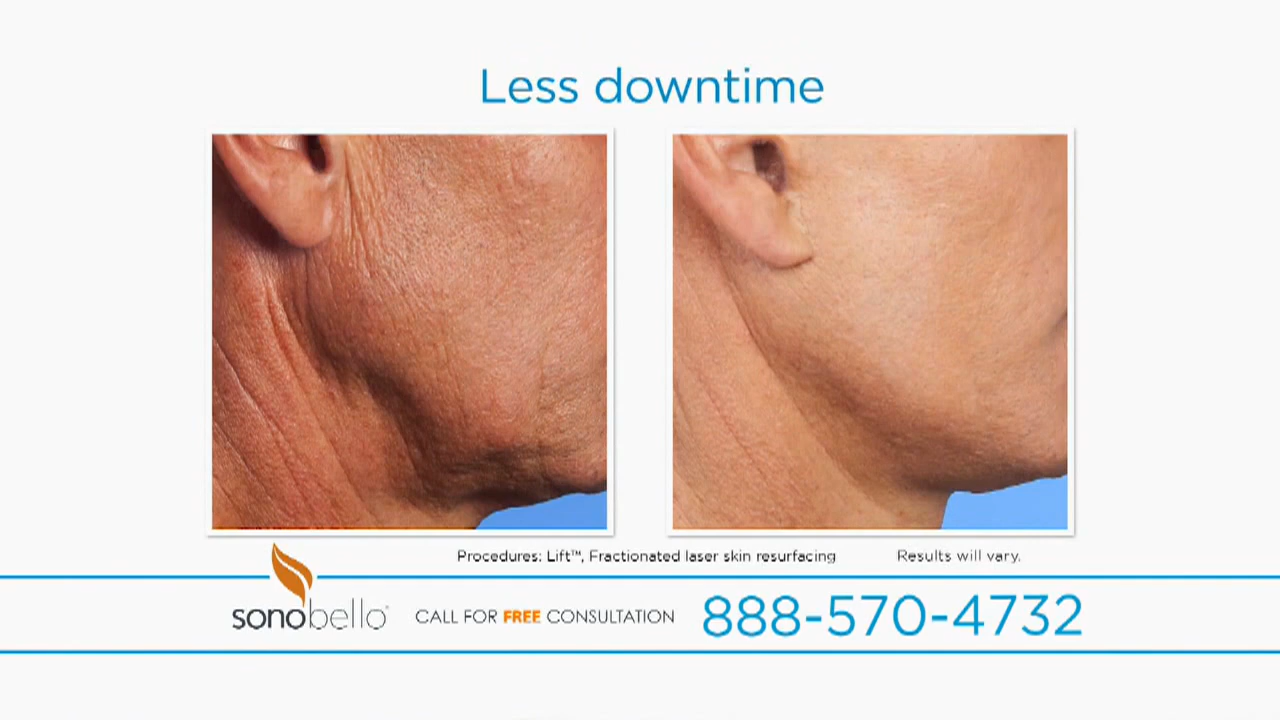 Less downtime
Procedures: Lift™, Fractionated laser skin resurfacing
Results will vary.
sonobello
CALL FOR FREE CONSULTATION
888-570-4732